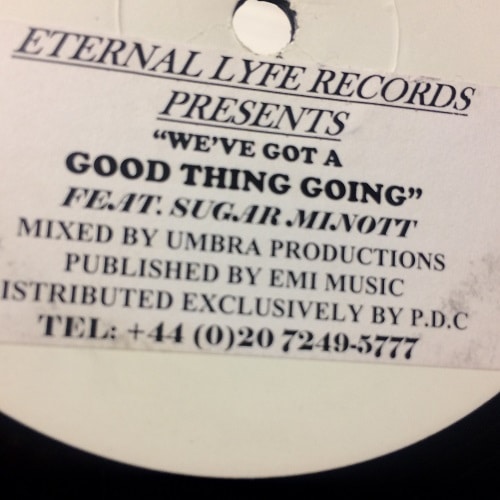 ETERNAL LYFE RECORDS
PRESENTS
"WE'VE GOT A
GOOD THING GOING"
FEAT. SUGAR MINOTT
MIXED BY UMBRA PRODUCTIONS
PUBLISHED BY EMI MUSIC
ISTRIBUTED EXCLUSIVELY BY P.D.C
TEL: +44 (0)20 7249-5777